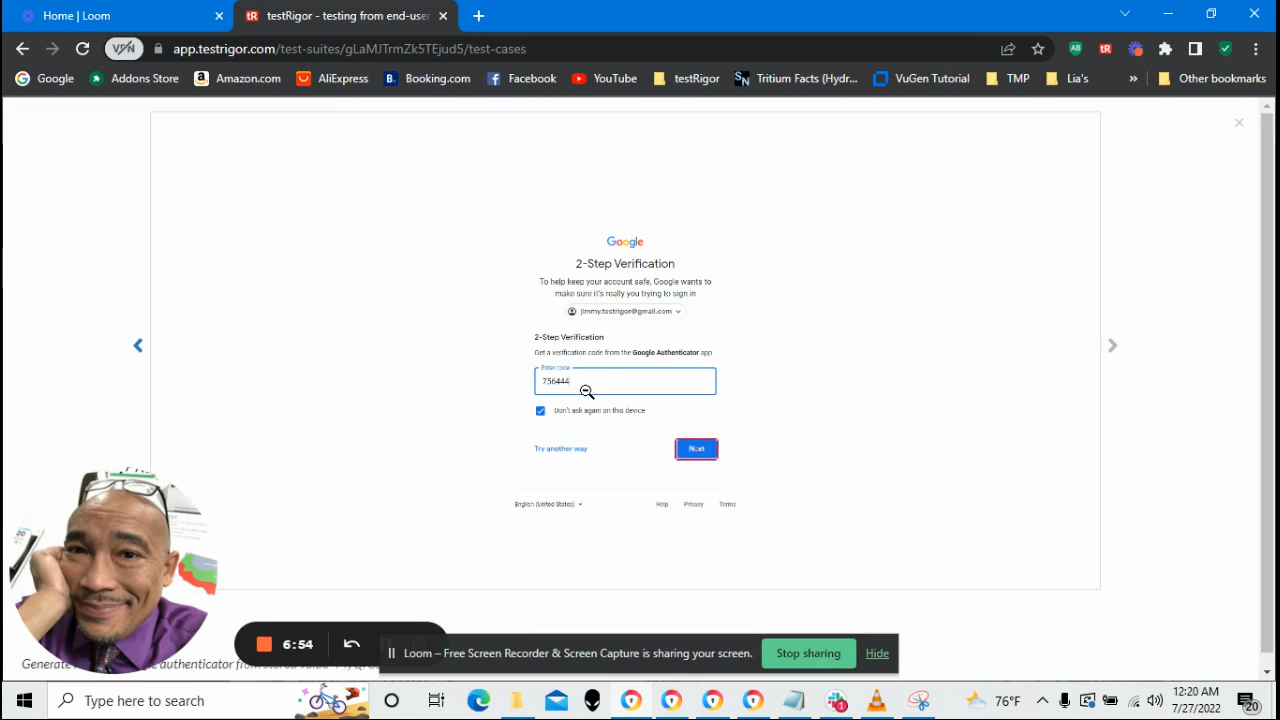 Home | Loom
testRigor - testing from end-use
app.testrigor.com/test-suites/gLaMJTrmZk5TEjud5/test-cases
VPN
Google
Addons Store
Amazon.com
AliExpress
Booking.com
Facebook
YouTube
testRigor
Tritium Facts (Hydr...
VuGen Tutorial
TMP
Lia's
Other bookmarks
Google
2-Step Verification
To help keep your account safe, Google wants to
make sure it's really you trying to sign in
jimmy.testrigor@gmail.com
2-Step Verification
Get a verification code from the Google Authenticator app
Enter code
756444
Don't ask again on this device
Try another way
Next
English (United States)
Help
Privacy
Terms
6:54
Loom – Free Screen Recorder & Screen Capture is sharing your screen.
Stop sharing
Hide
authenticator from stored value
Type here to search
76°F
12:20 AM
7/27/2022
20